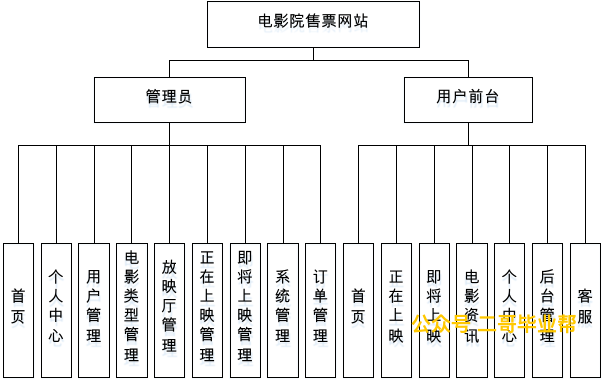 电影院售票网站
管理员
用户前台
首页
个人中心
用户管理
电影类型管理
放映厅管理
正在上映管理
即将上映管理
系统管理
订单管理
首页
正在上映
即将上映
电影资讯
个人中心
后台管理
客服
公众号 二哥毕业帮